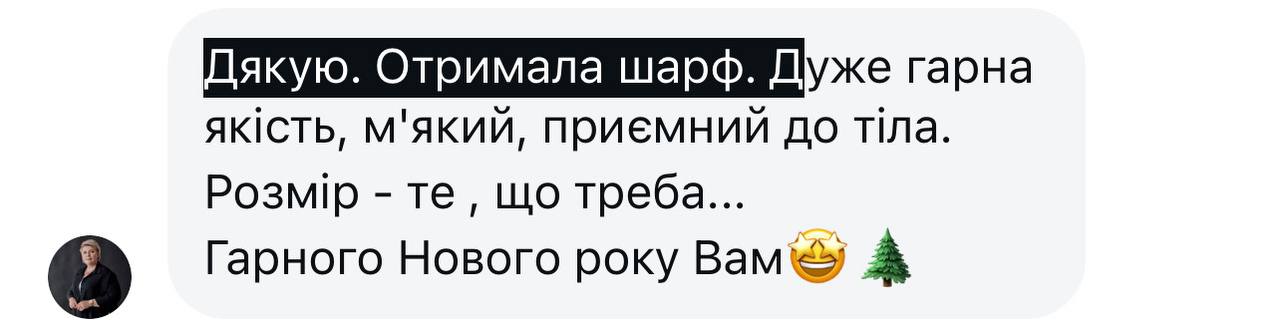 Дякую. Отримала шарф. Дуже гарна
якість, м'який, приємний до тіла.
Розмір - те , що треба...
Гарного Нового року Вам🤩 🌲